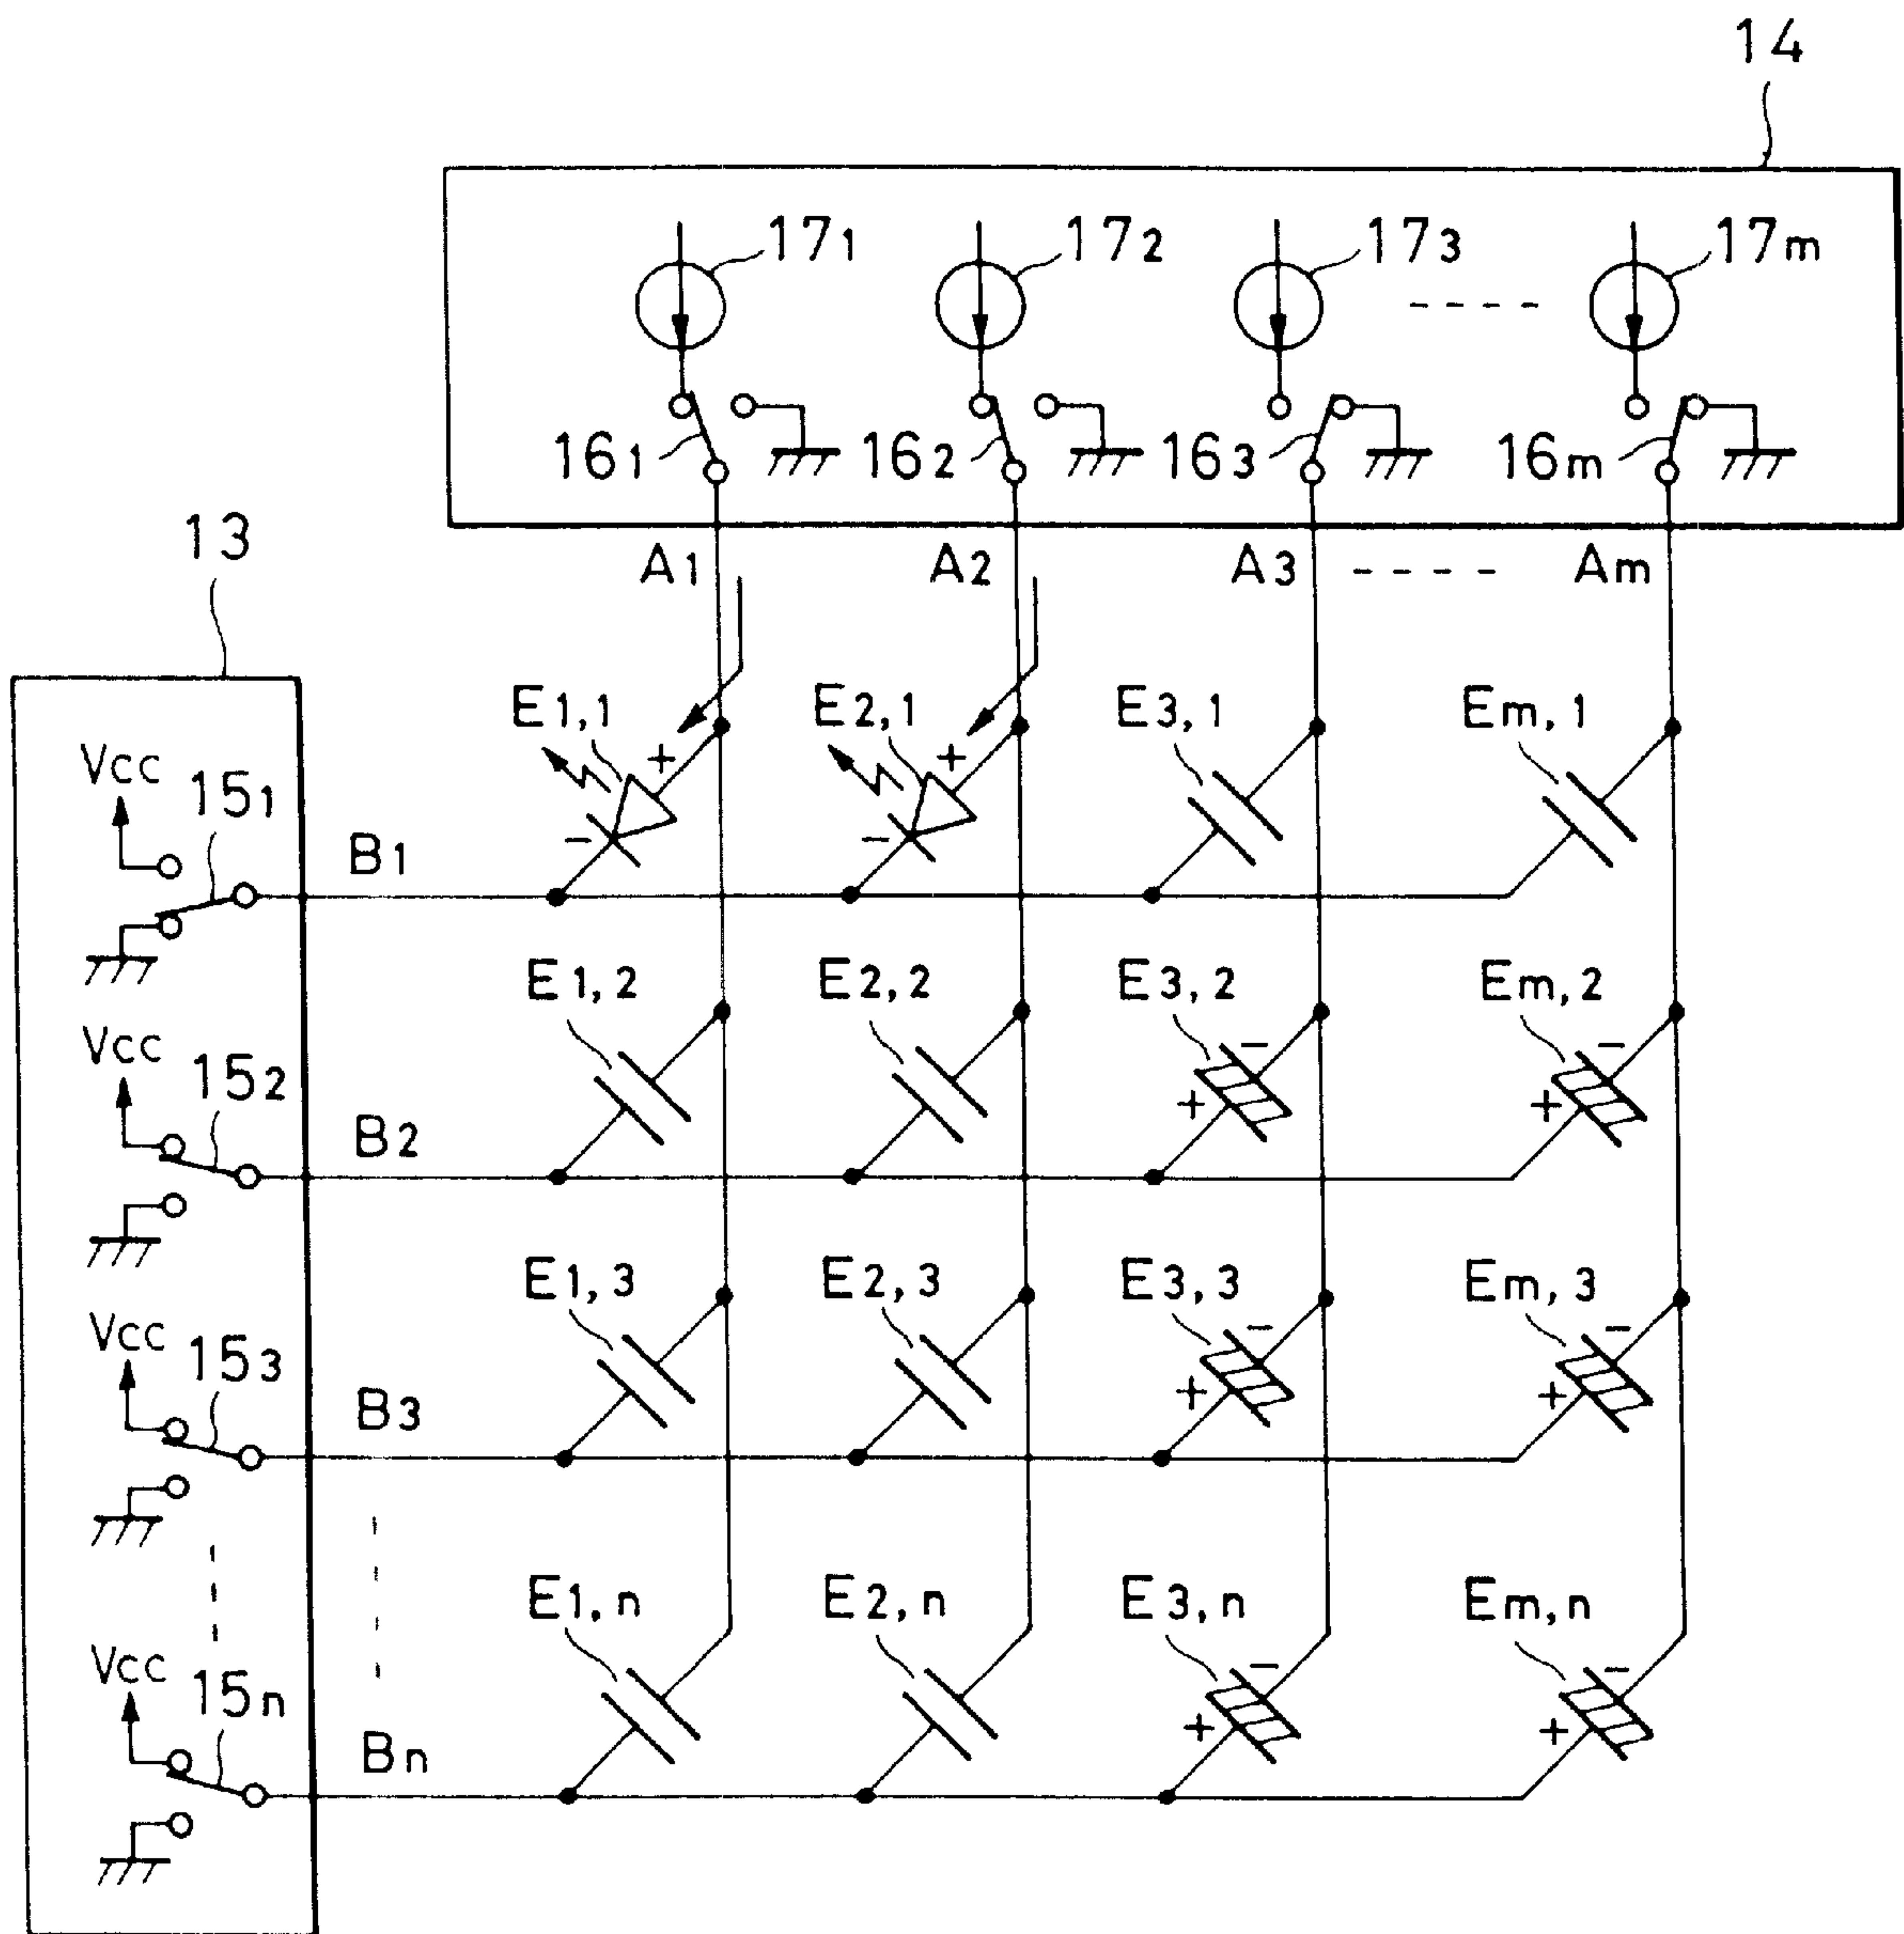 14
17₁ 17₂ 17₃ 17m
16₁ 16₂ 16₃ 16m
13
A1 A2 A3 Am
E1,1 E2,1 E3,1 Em,1
+ +
Vcc 15₁
B1 − −
E1,2 E2,2 E3,2 Em,2
Vcc 15₂
− −
B2 + +
E1,3 E2,3 E3,3 Em,3
Vcc 15₃
− −
B3 + +
E1,n E2,n E3,n Em,n
Vcc 15n
− −
Bn + +